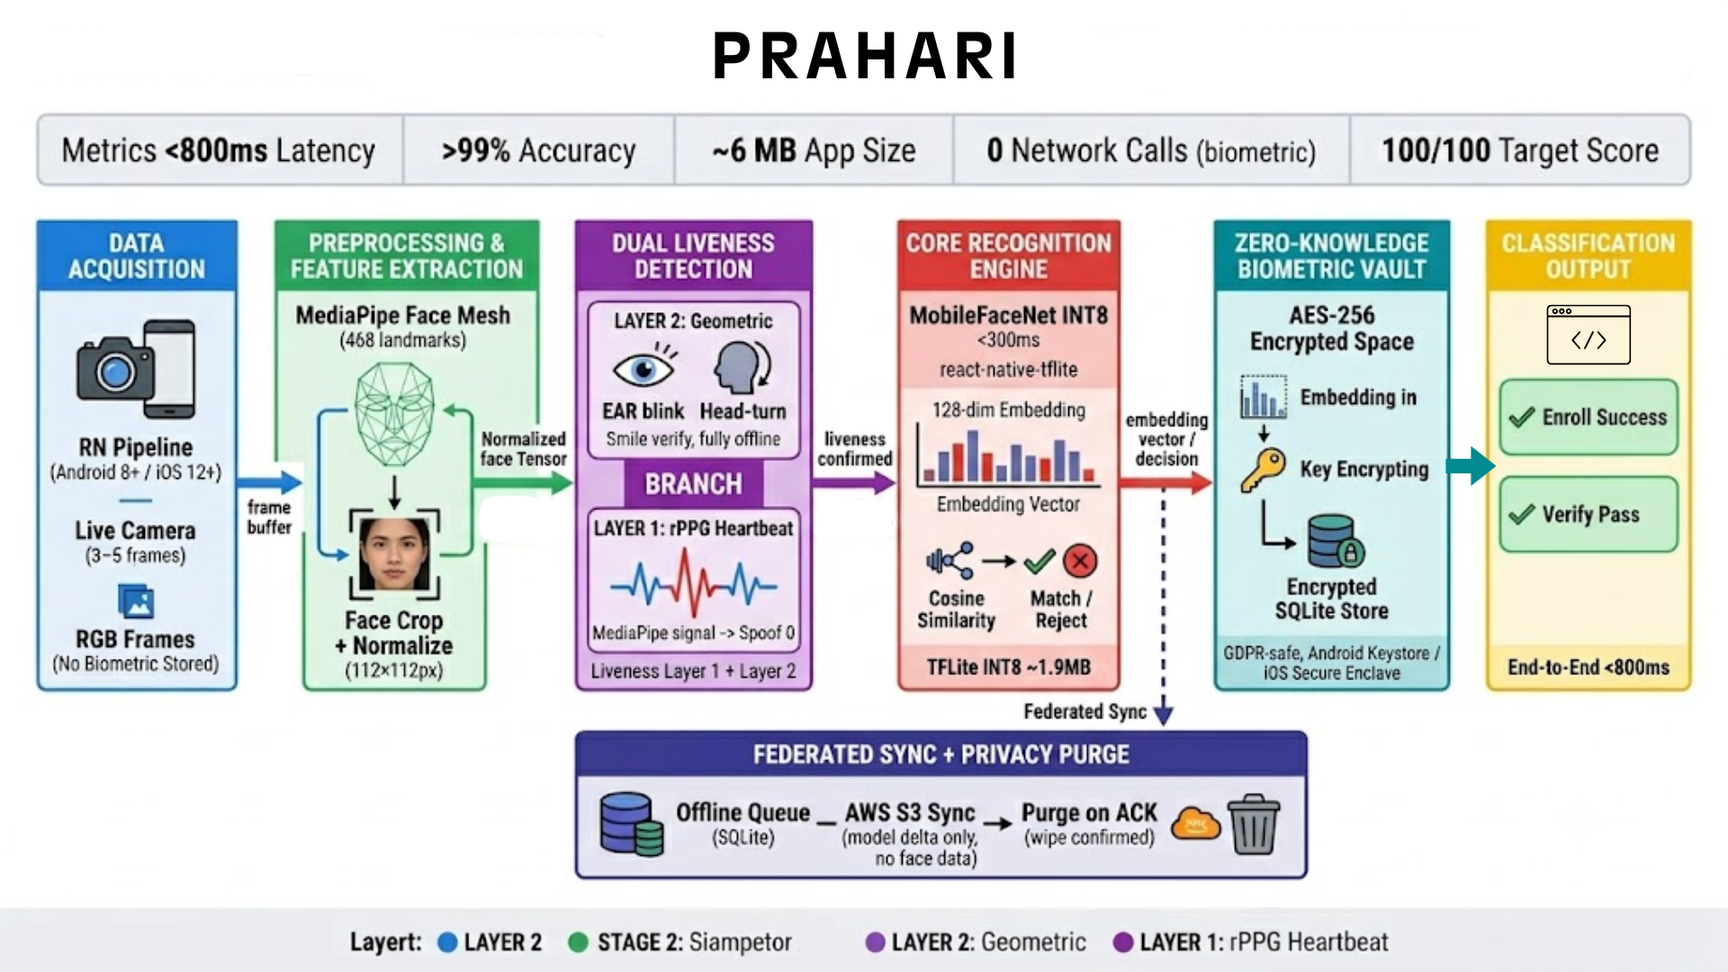 PRAHARI
Metrics <800ms Latency
>99% Accuracy
~6 MB App Size
0 Network Calls (biometric)
100/100 Target Score
DATA
ACQUISITION
RN Pipeline
(Android 8+ / iOS 12+)
Live Camera
(3–5 frames)
RGB Frames
(No Biometric Stored)
frame
buffer
PREPROCESSING &
FEATURE EXTRACTION
MediaPipe Face Mesh
(468 landmarks)
Face Crop
+ Normalize
(112×112px)
Normalized
face Tensor
DUAL LIVENESS
DETECTION
LAYER 2: Geometric
EAR blink
Head-turn
Smile verify, fully offline
BRANCH
LAYER 1: rPPG Heartbeat
MediaPipe signal -> Spoof 0
Liveness Layer 1 + Layer 2
liveness
confirmed
CORE RECOGNITION
ENGINE
MobileFaceNet INT8
<300ms
react-native-tflite
128-dim Embedding
Embedding Vector
Cosine
Similarity
Match /
Reject
TFLite INT8 ~1.9MB
embedding
vector /
decision
ZERO-KNOWLEDGE
BIOMETRIC VAULT
AES-256
Encrypted Space
Embedding in
Key Encrypting
Encrypted
SQLite Store
GDPR-safe, Android Keystore /
iOS Secure Enclave
CLASSIFICATION
OUTPUT
</>
Enroll Success
Verify Pass
End-to-End <800ms
Federated Sync
FEDERATED SYNC + PRIVACY PURGE
Offline Queue
(SQLite)
AWS S3 Sync
(model delta only,
no face data)
Purge on ACK
(wipe confirmed)
Layert:
LAYER 2
STAGE 2: Siampetor
LAYER 2: Geometric
LAYER 1: rPPG Heartbeat